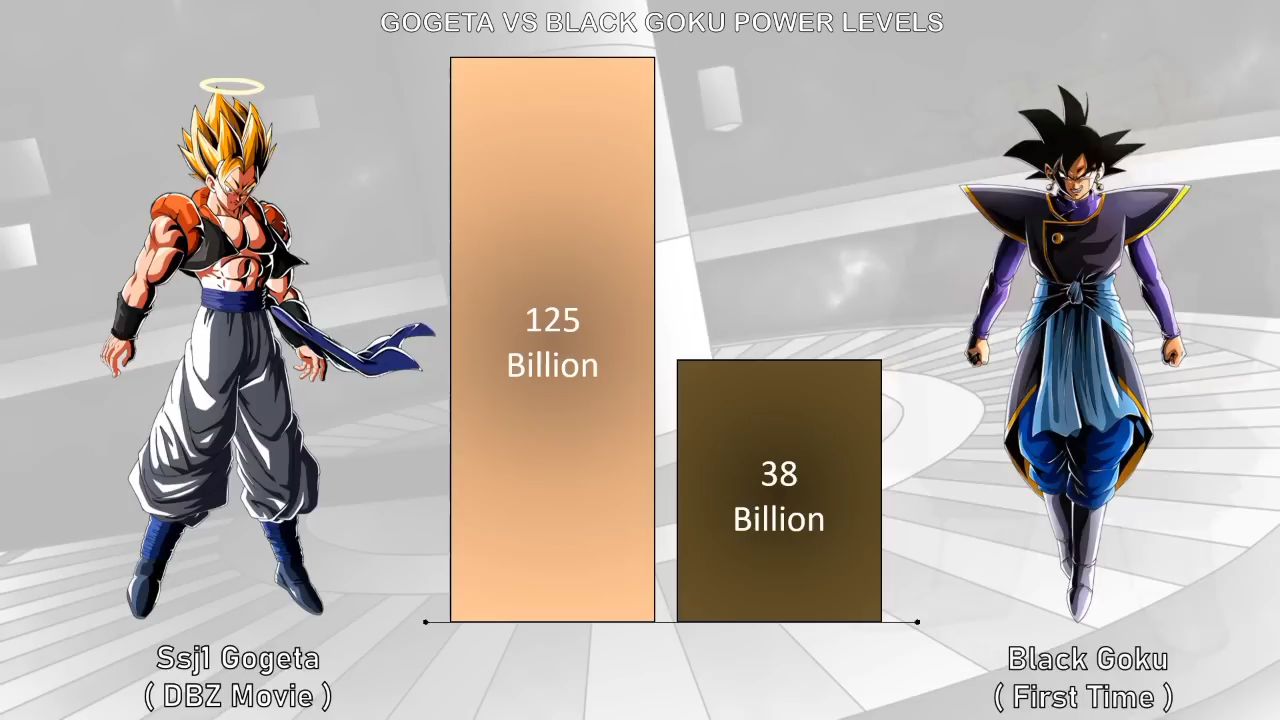 GOGETA VS BLACK GOKU POWER LEVELS
125
Billion
38
Billion
Ssj1 Gogeta
( DBZ Movie )
Black Goku
( First Time )